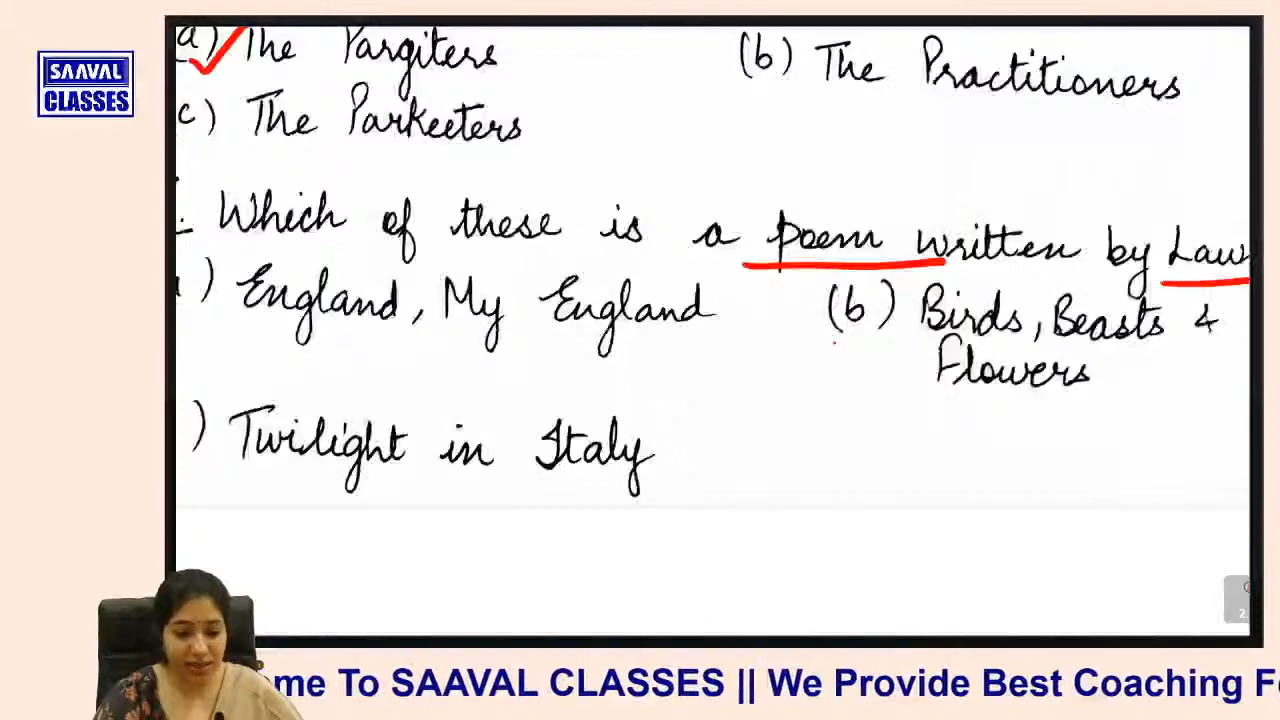 SAAVAL
CLASSES
a) The Pargiters
(b) The Practitioners
c) The Parkeeters
Which of these is a poem written by Law
) England, My England
(b) Birds, Beasts &
Flowers
) Twilight in Italy
me To SAAVAL CLASSES || We Provide Best Coaching F